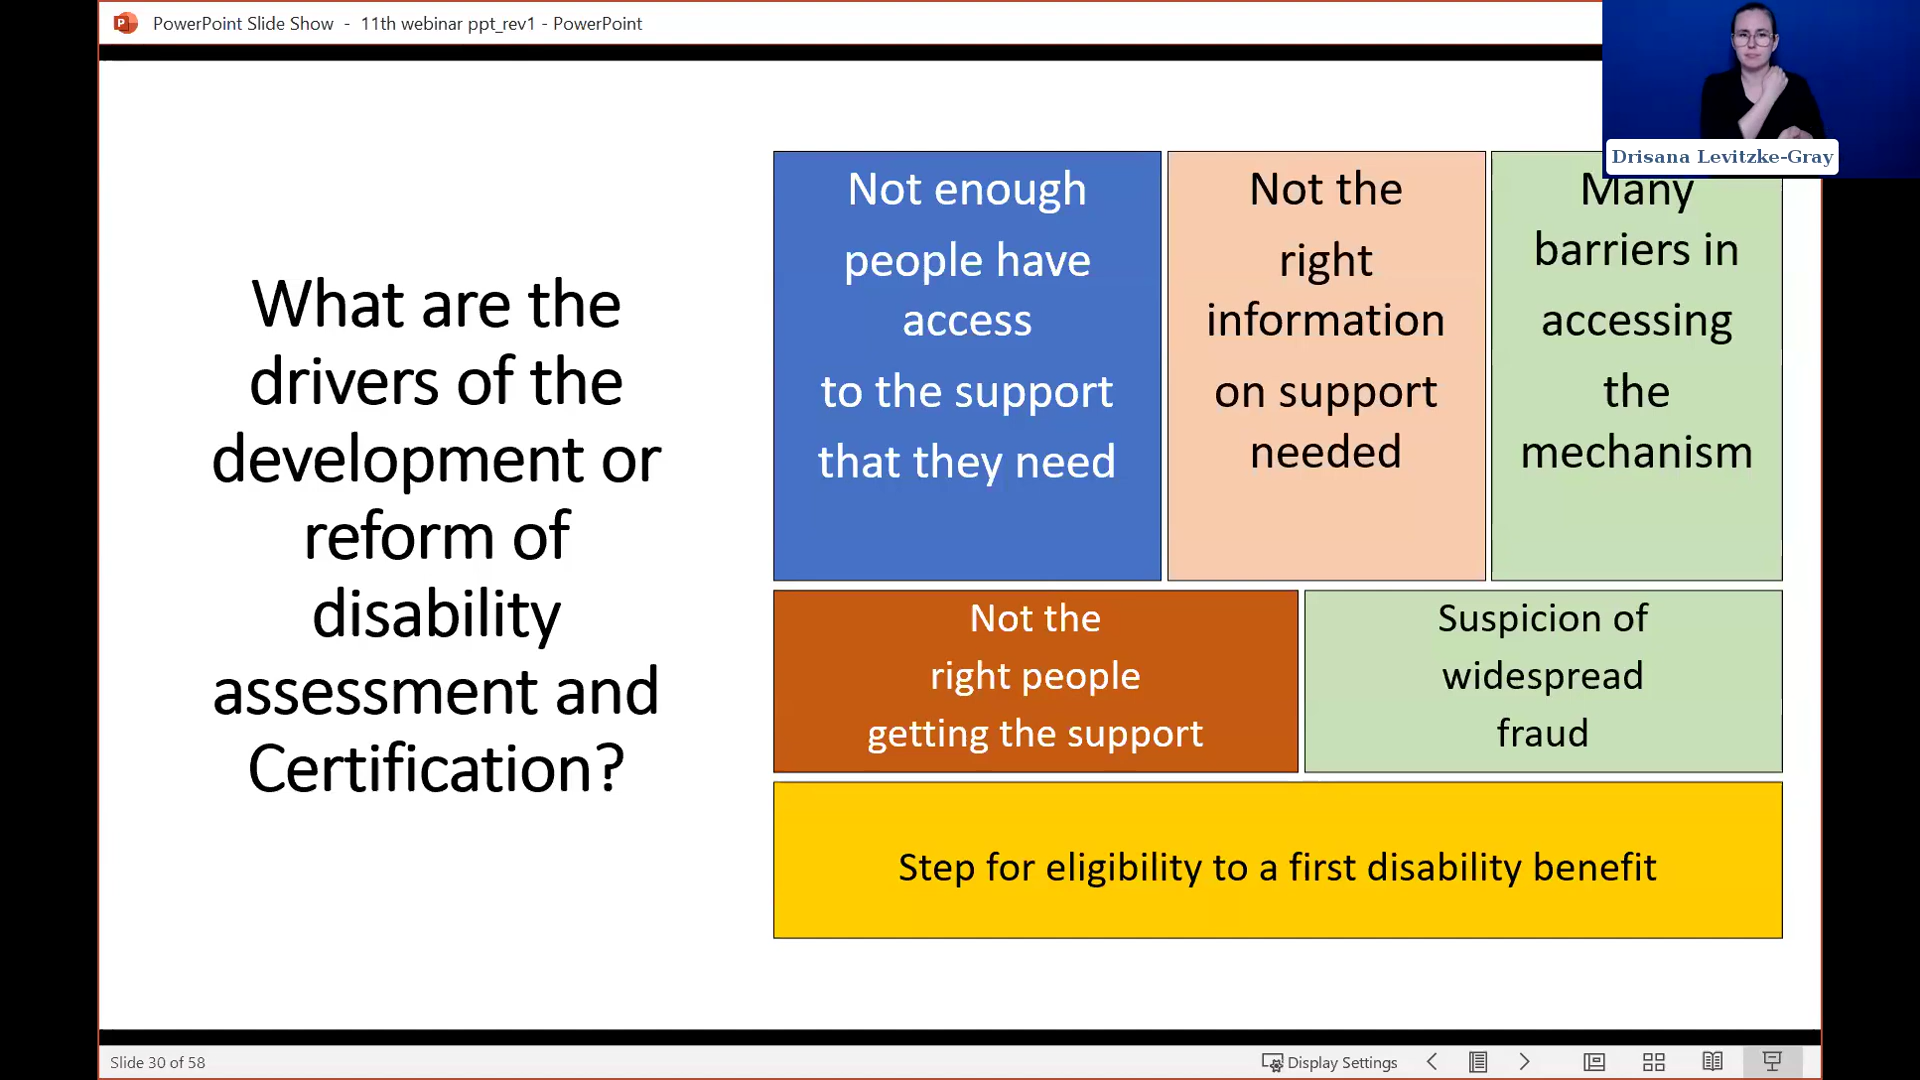 PowerPoint Slide Show - 11th webinar ppt_rev1 - PowerPoint
Drisana Levitzke-Gray
What are the
drivers of the
development or
reform of
disability
assessment and
Certification?
Not enough
people have
access
to the support
that they need
Not the
right
information
on support
needed
Many
barriers in
accessing
the
mechanism
Not the
right people
getting the support
Suspicion of
widespread
fraud
Step for eligibility to a first disability benefit
Slide 30 of 58
Display Settings